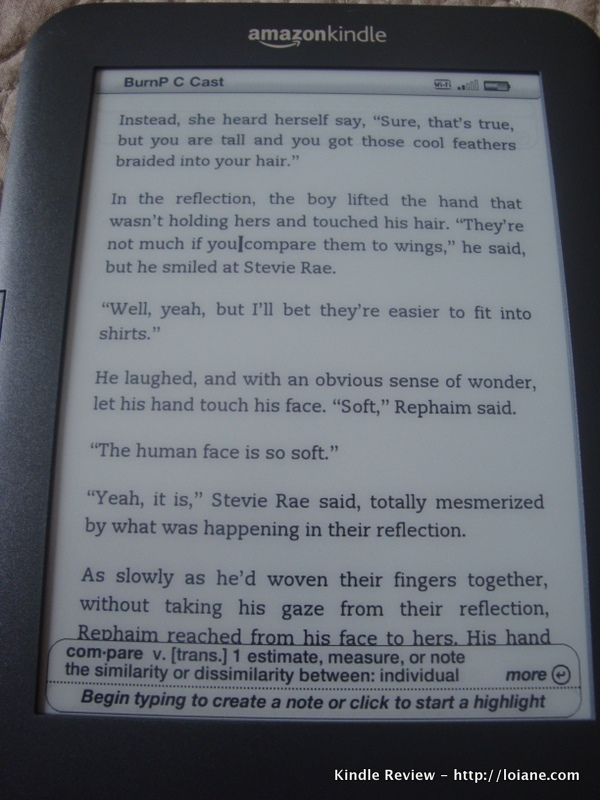 amazonkindle
BurnP C Cast
Wi-Fi
Instead, she heard herself say, “Sure, that’s true,
but you are tall and you got those cool feathers
braided into your hair.”
In the reflection, the boy lifted the hand that
wasn’t holding hers and touched his hair. “They’re
not much if you compare them to wings,” he said,
but he smiled at Stevie Rae.
“Well, yeah, but I’ll bet they’re easier to fit into
shirts.”
He laughed, and with an obvious sense of wonder,
let his hand touch his face. “Soft,” Rephaim said.
“The human face is so soft.”
“Yeah, it is,” Stevie Rae said, totally mesmerized
by what was happening in their reflection.
As slowly as he’d woven their fingers together,
without taking his gaze from their reflection,
Rephaim reached from his face to hers. His hand
com·pare v. [trans.] 1 estimate, measure, or note
the similarity or dissimilarity between: individual more
Begin typing to create a note or click to start a highlight
Kindle Review - http://loiane.com